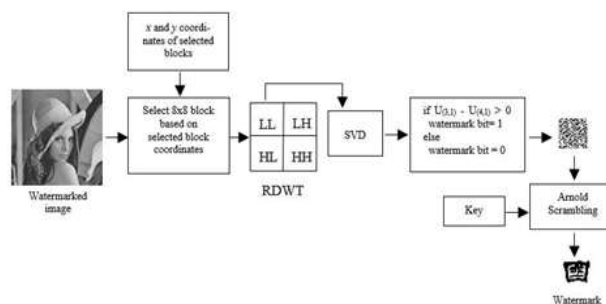 x and y coordi-
nates of selected
blocks
Select 8x8 block
based on
selected block
coordinates
LL LH
HL HH
RDWT
SVD
if U(3,1) - U(4,1) > 0
watermark bit= 1
else
watermark bit = 0
Watermarked
image
Key
Arnold
Scrambling
Watermark